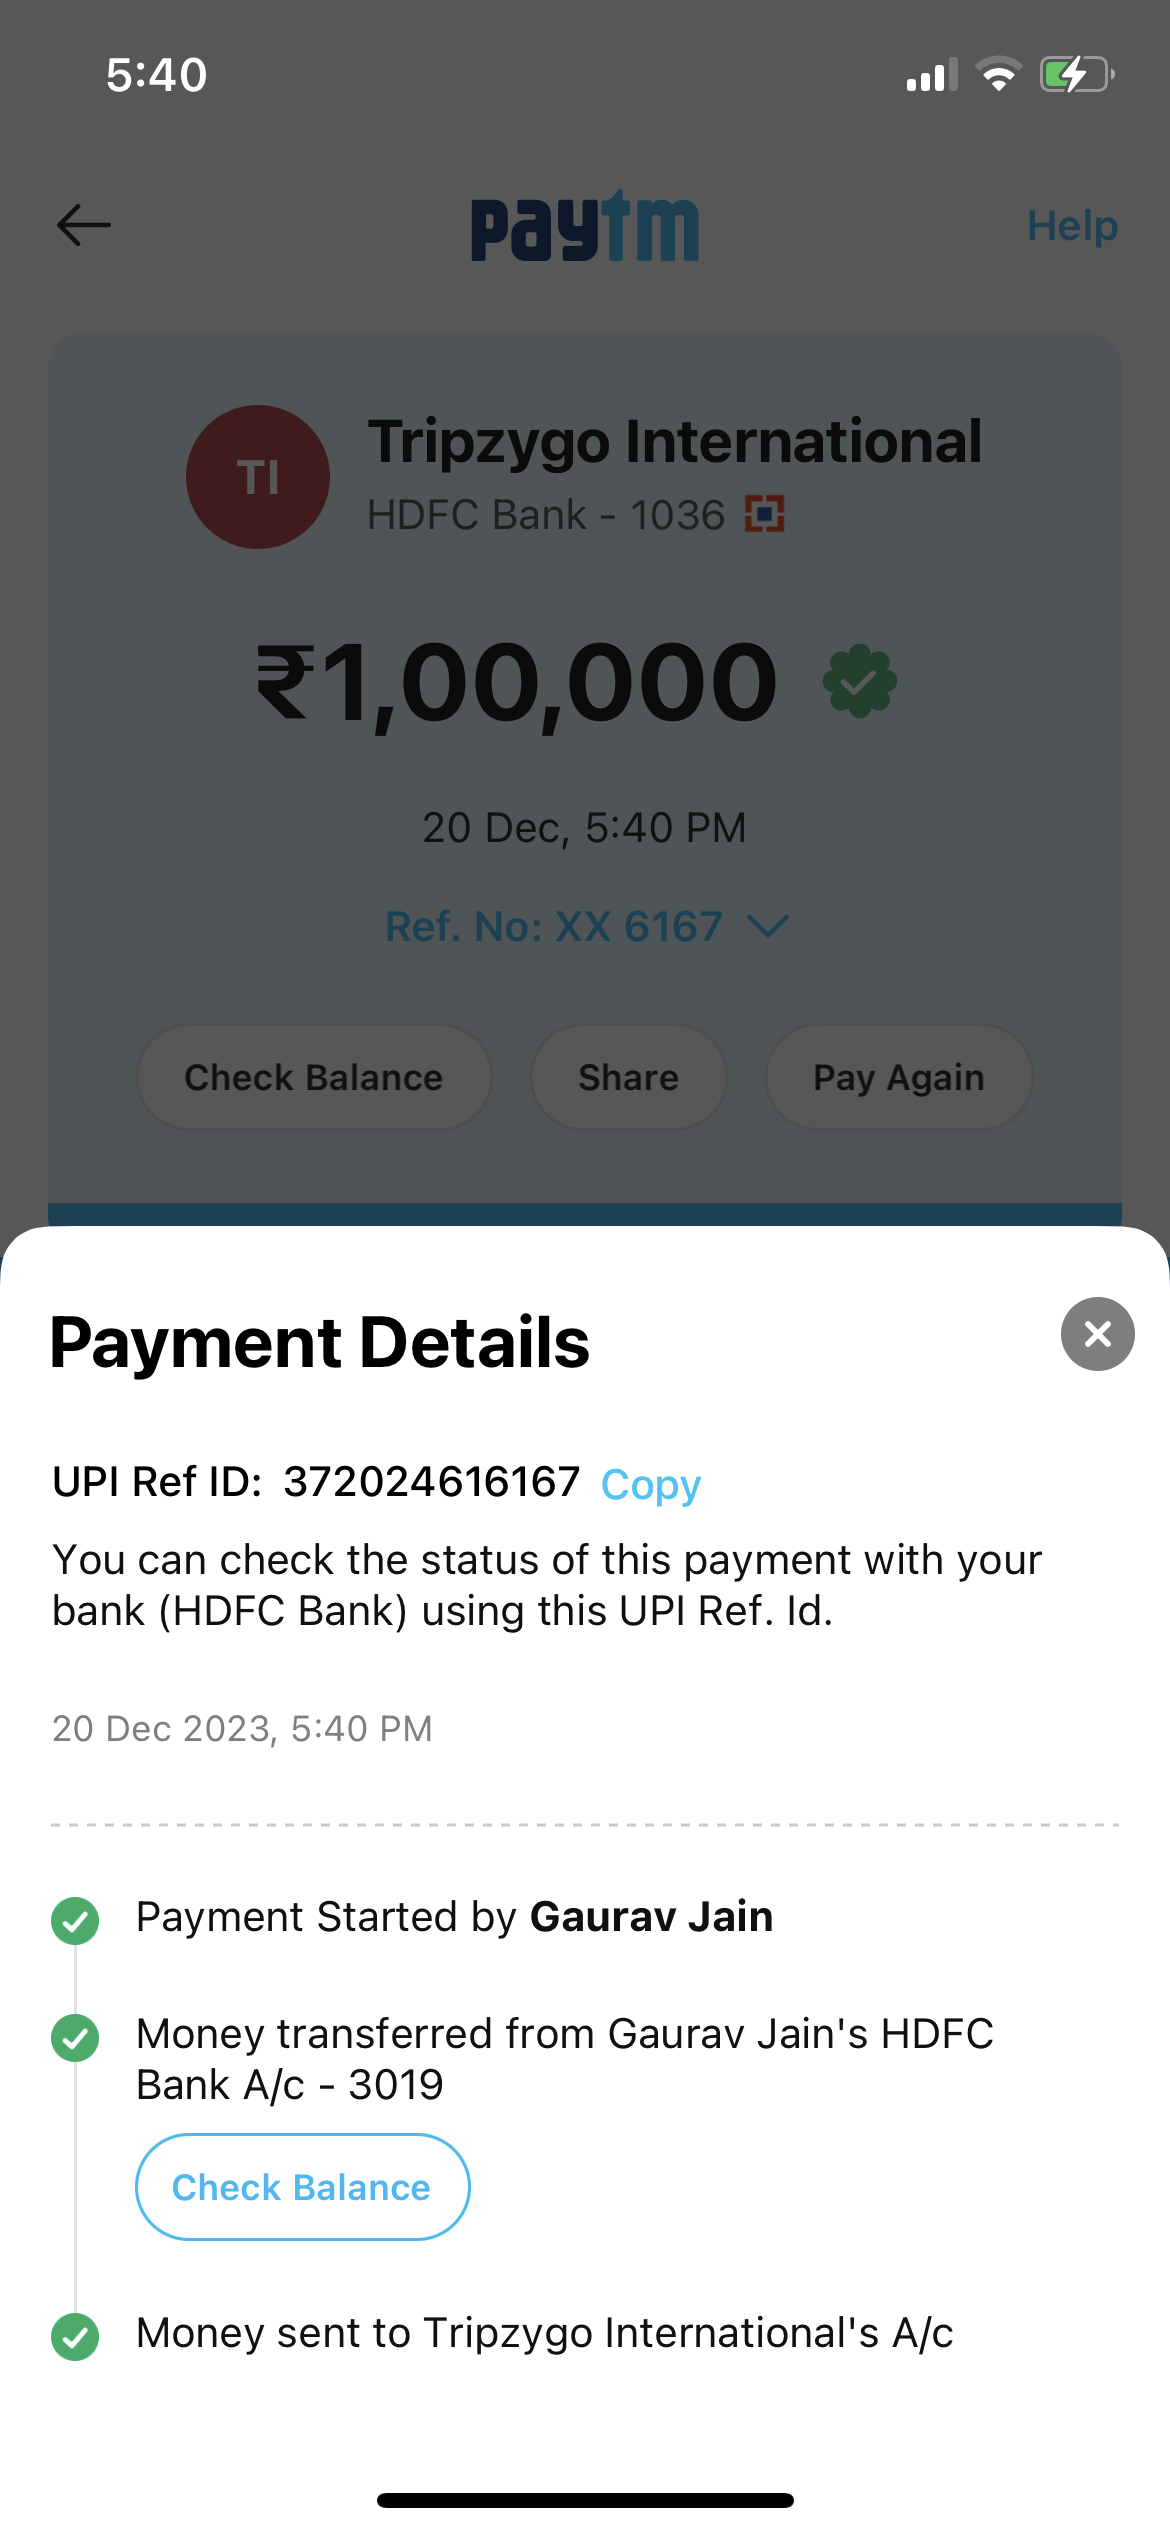 5:40
paytm
Help
TI
Tripzygo International
HDFC Bank - 1036
₹1,00,000
20 Dec, 5:40 PM
Ref. No: XX 6167
Check Balance
Share
Pay Again
Payment Details
UPI Ref ID: 372024616167 Copy
You can check the status of this payment with your
bank (HDFC Bank) using this UPI Ref. Id.
20 Dec 2023, 5:40 PM
Payment Started by Gaurav Jain
Money transferred from Gaurav Jain's HDFC
Bank A/c - 3019
Check Balance
Money sent to Tripzygo International's A/c